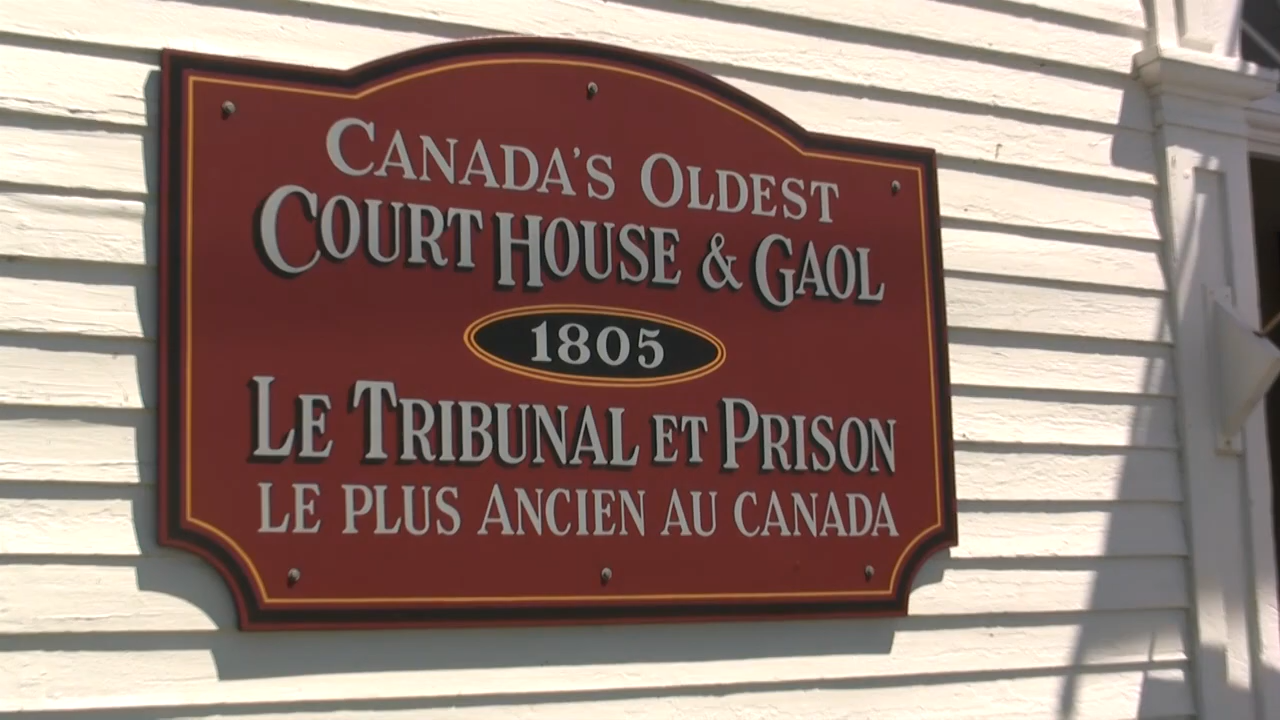 CANADA'S OLDEST
COURT HOUSE & GAOL
1805
LE TRIBUNAL ET PRISON
LE PLUS ANCIEN AU CANADA